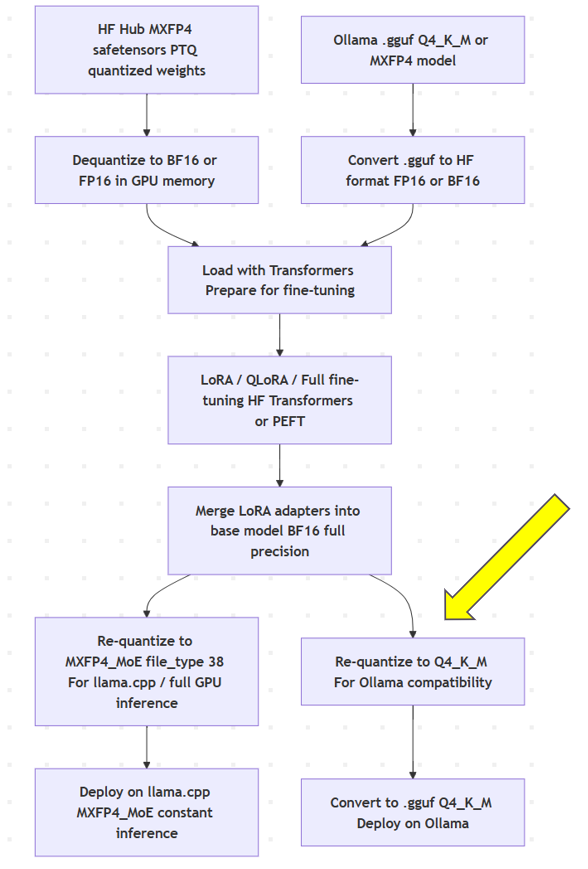 HF Hub MXFP4
safetensors PTQ
quantized weights
Ollama .gguf Q4_K_M or
MXFP4 model
Dequantize to BF16 or
FP16 in GPU memory
Convert .gguf to HF
format FP16 or BF16
Load with Transformers
Prepare for fine-tuning
LoRA / QLoRA / Full fine-
tuning HF Transformers
or PEFT
Merge LoRA adapters into
base model BF16 full
precision
Re-quantize to
MXFP4_MoE file_type 38
For llama.cpp / full GPU
inference
Re-quantize to Q4_K_M
For Ollama compatibility
Deploy on llama.cpp
MXFP4_MoE constant
inference
Convert to .gguf Q4_K_M
Deploy on Ollama